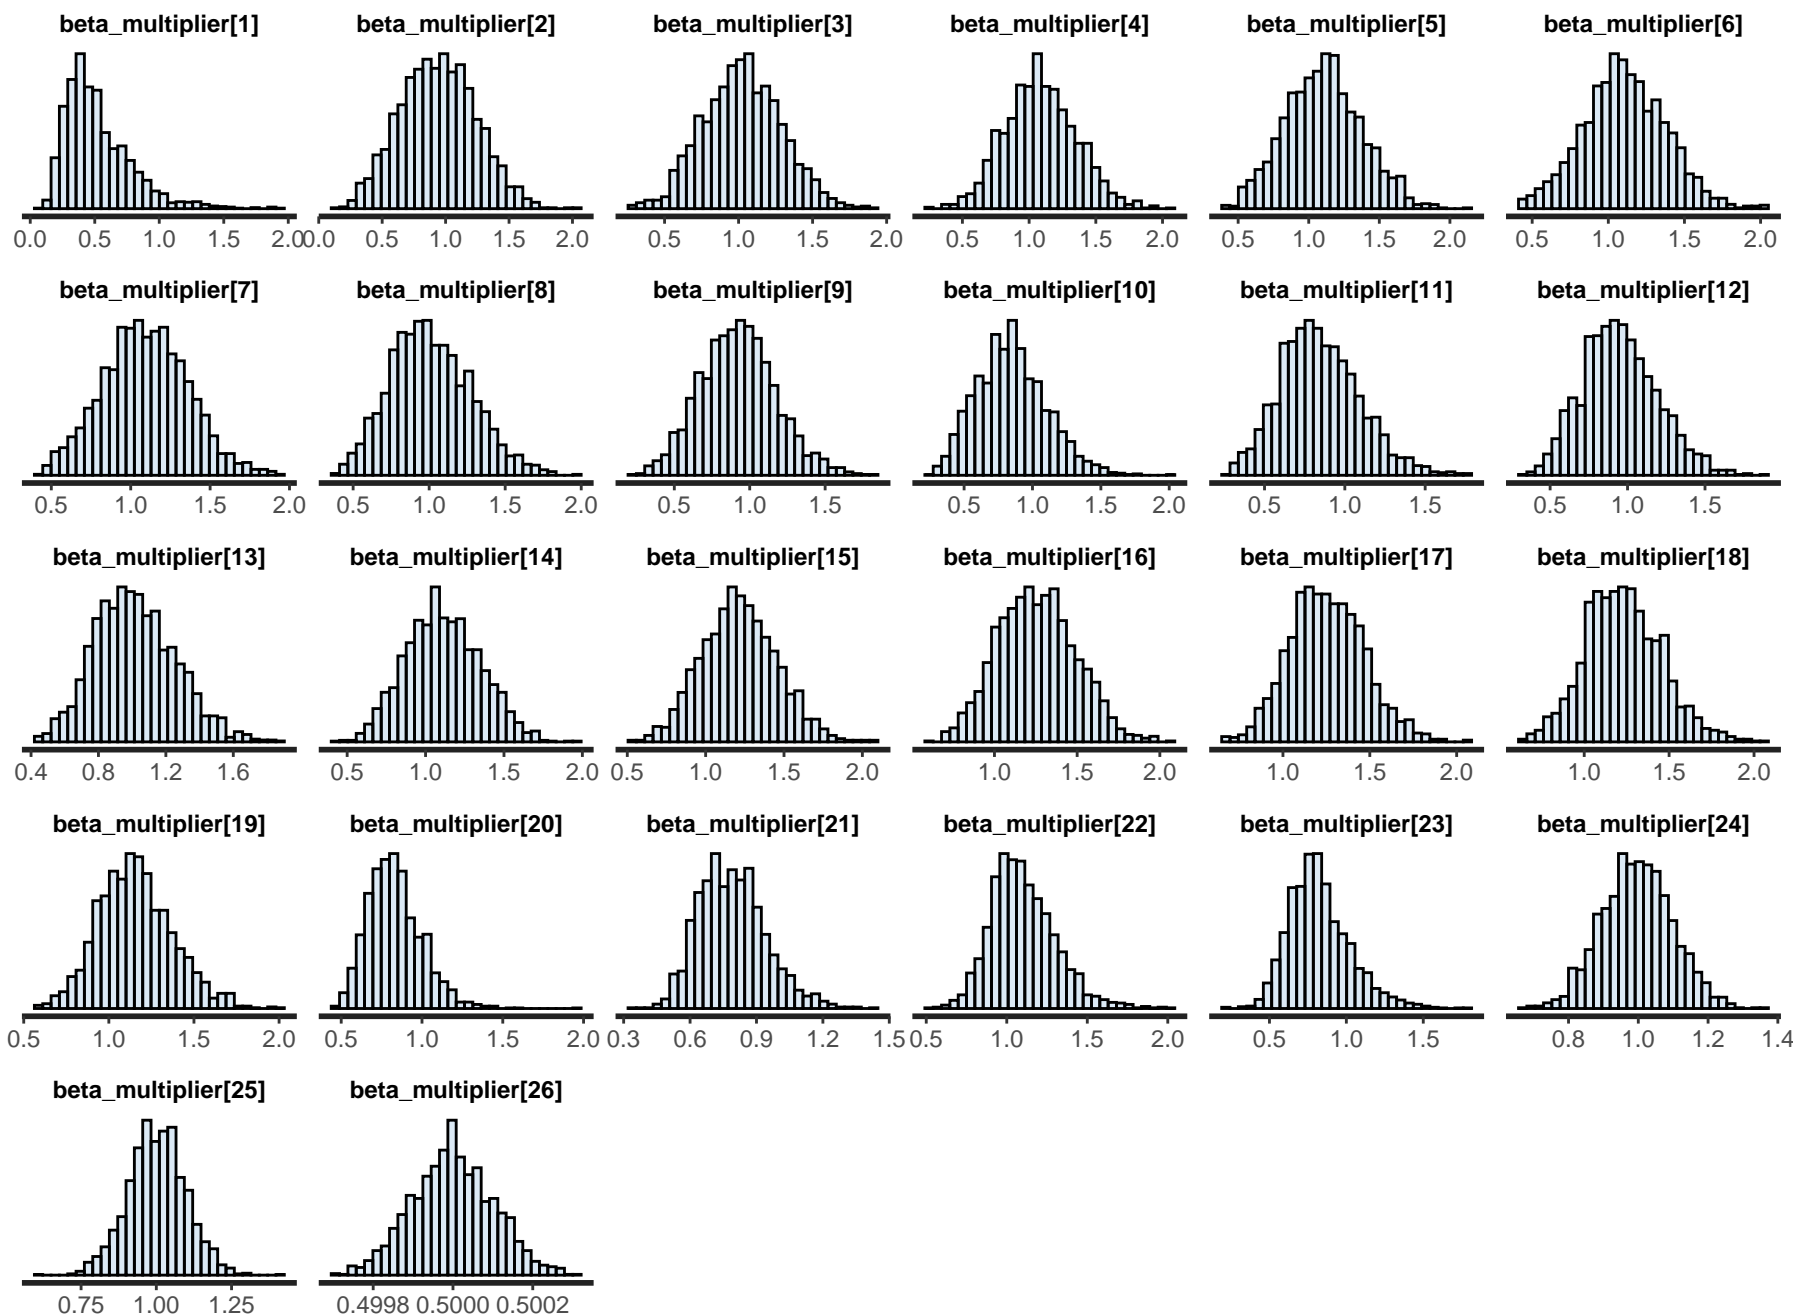 beta_multiplier[1] beta_multiplier[2] beta_multiplier[3] beta_multiplier[4] beta_multiplier[5] beta_multiplier[6]
0.0 0.5 1.0 1.5 2.0 0.0 0.5 1.0 1.5 2.0 0.5 1.0 1.5 2.0 0.5 1.0 1.5 2.0 0.5 1.0 1.5 2.0 0.5 1.0 1.5 2.0
beta_multiplier[7] beta_multiplier[8] beta_multiplier[9] beta_multiplier[10] beta_multiplier[11] beta_multiplier[12]
0.5 1.0 1.5 2.0 0.5 1.0 1.5 2.0 0.5 1.0 1.5 0.5 1.0 1.5 2.0 0.5 1.0 1.5 0.5 1.0 1.5
beta_multiplier[13] beta_multiplier[14] beta_multiplier[15] beta_multiplier[16] beta_multiplier[17] beta_multiplier[18]
0.4 0.8 1.2 1.6 0.5 1.0 1.5 2.0 0.5 1.0 1.5 2.0 1.0 1.5 2.0 1.0 1.5 2.0 1.0 1.5 2.0
beta_multiplier[19] beta_multiplier[20] beta_multiplier[21] beta_multiplier[22] beta_multiplier[23] beta_multiplier[24]
0.5 1.0 1.5 2.0 0.5 1.0 1.5 2.0 0.3 0.6 0.9 1.2 1.5 0.5 1.0 1.5 2.0 0.5 1.0 1.5 0.8 1.0 1.2 1.4
beta_multiplier[25] beta_multiplier[26]
0.75 1.00 1.25 0.4998 0.5000 0.5002